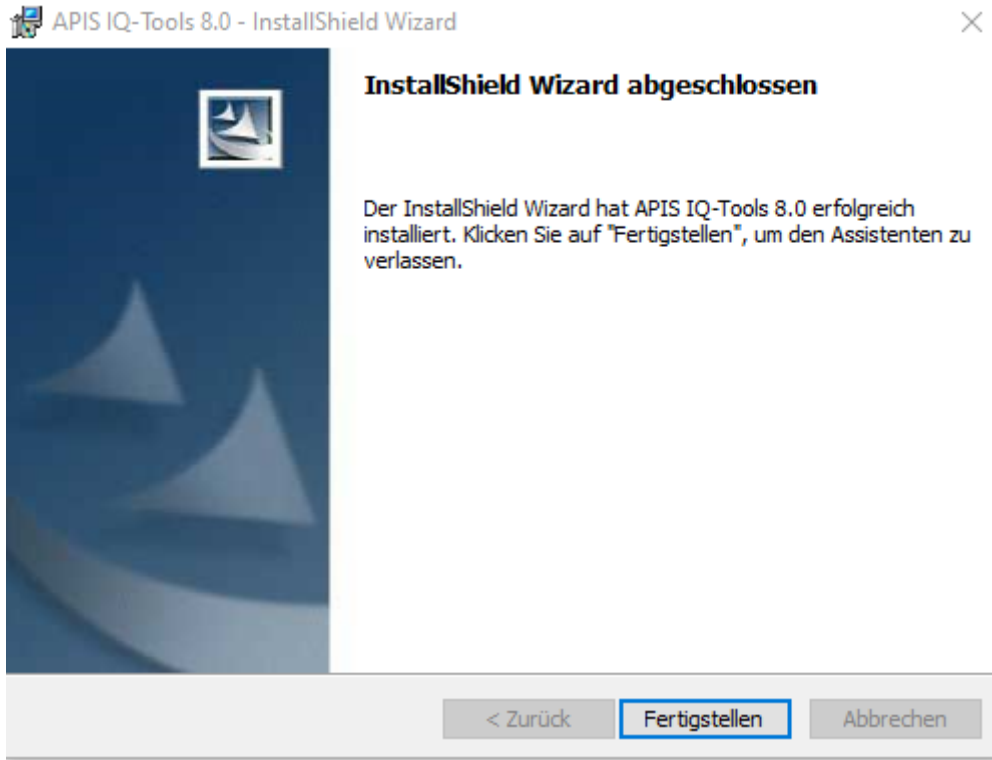 APIS IQ-Tools 8.0 - InstallShield Wizard
InstallShield Wizard abgeschlossen
Der InstallShield Wizard hat APIS IQ-Tools 8.0 erfolgreich
installiert. Klicken Sie auf "Fertigstellen", um den Assistenten zu
verlassen.
< Zurück Fertigstellen Abbrechen